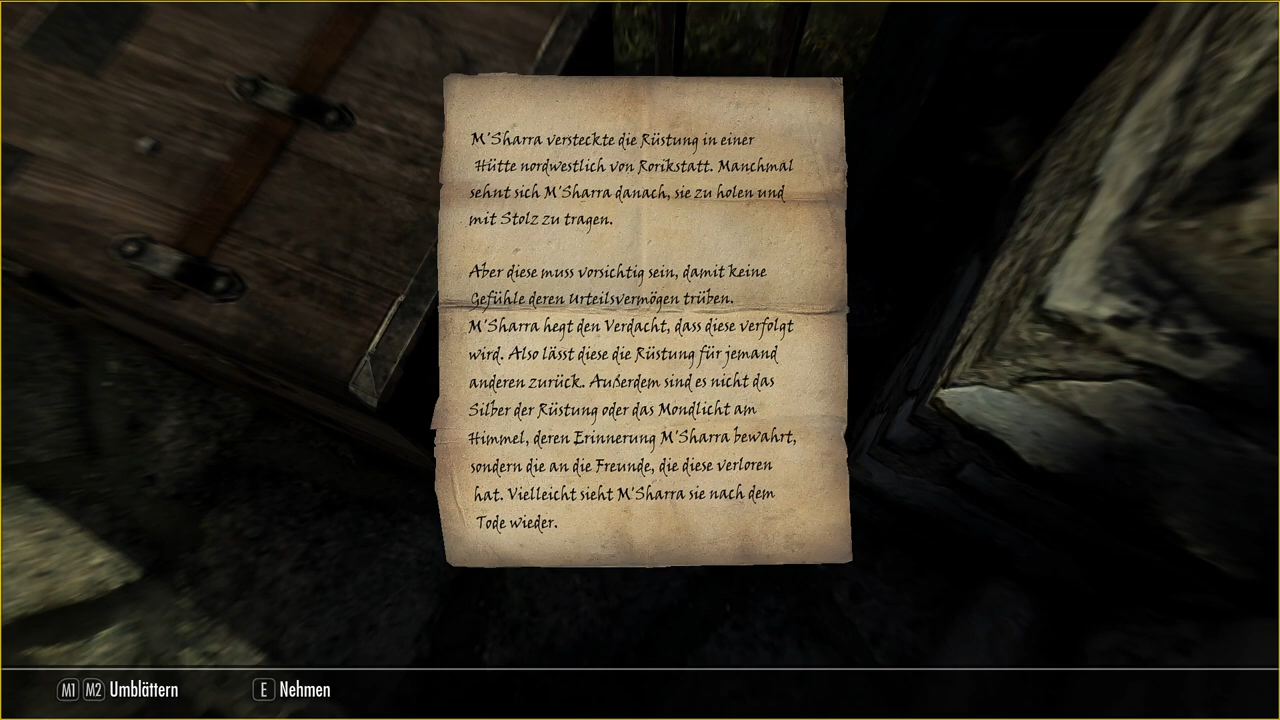 M'Sharra versteckte die Rüstung in einer
Hütte nordwestlich von Rorikstatt. Manchmal
sehnt sich M'Sharra danach, sie zu holen und
mit Stolz zu tragen.
Aber diese muss vorsichtig sein, damit keine
Gefühle deren Urteilsvermögen trüben.
M'Sharra hegt den Verdacht, dass diese verfolgt
wird. Also lässt diese die Rüstung für jemand
anderen zurück. Außerdem sind es nicht das
Silber der Rüstung oder das Mondlicht am
Himmel, deren Erinnerung M'Sharra bewahrt,
sondern die an die Freunde, die diese verloren
hat. Vielleicht sieht M'Sharra sie nach dem
Tode wieder.
M1 M2 Umblättern E Nehmen